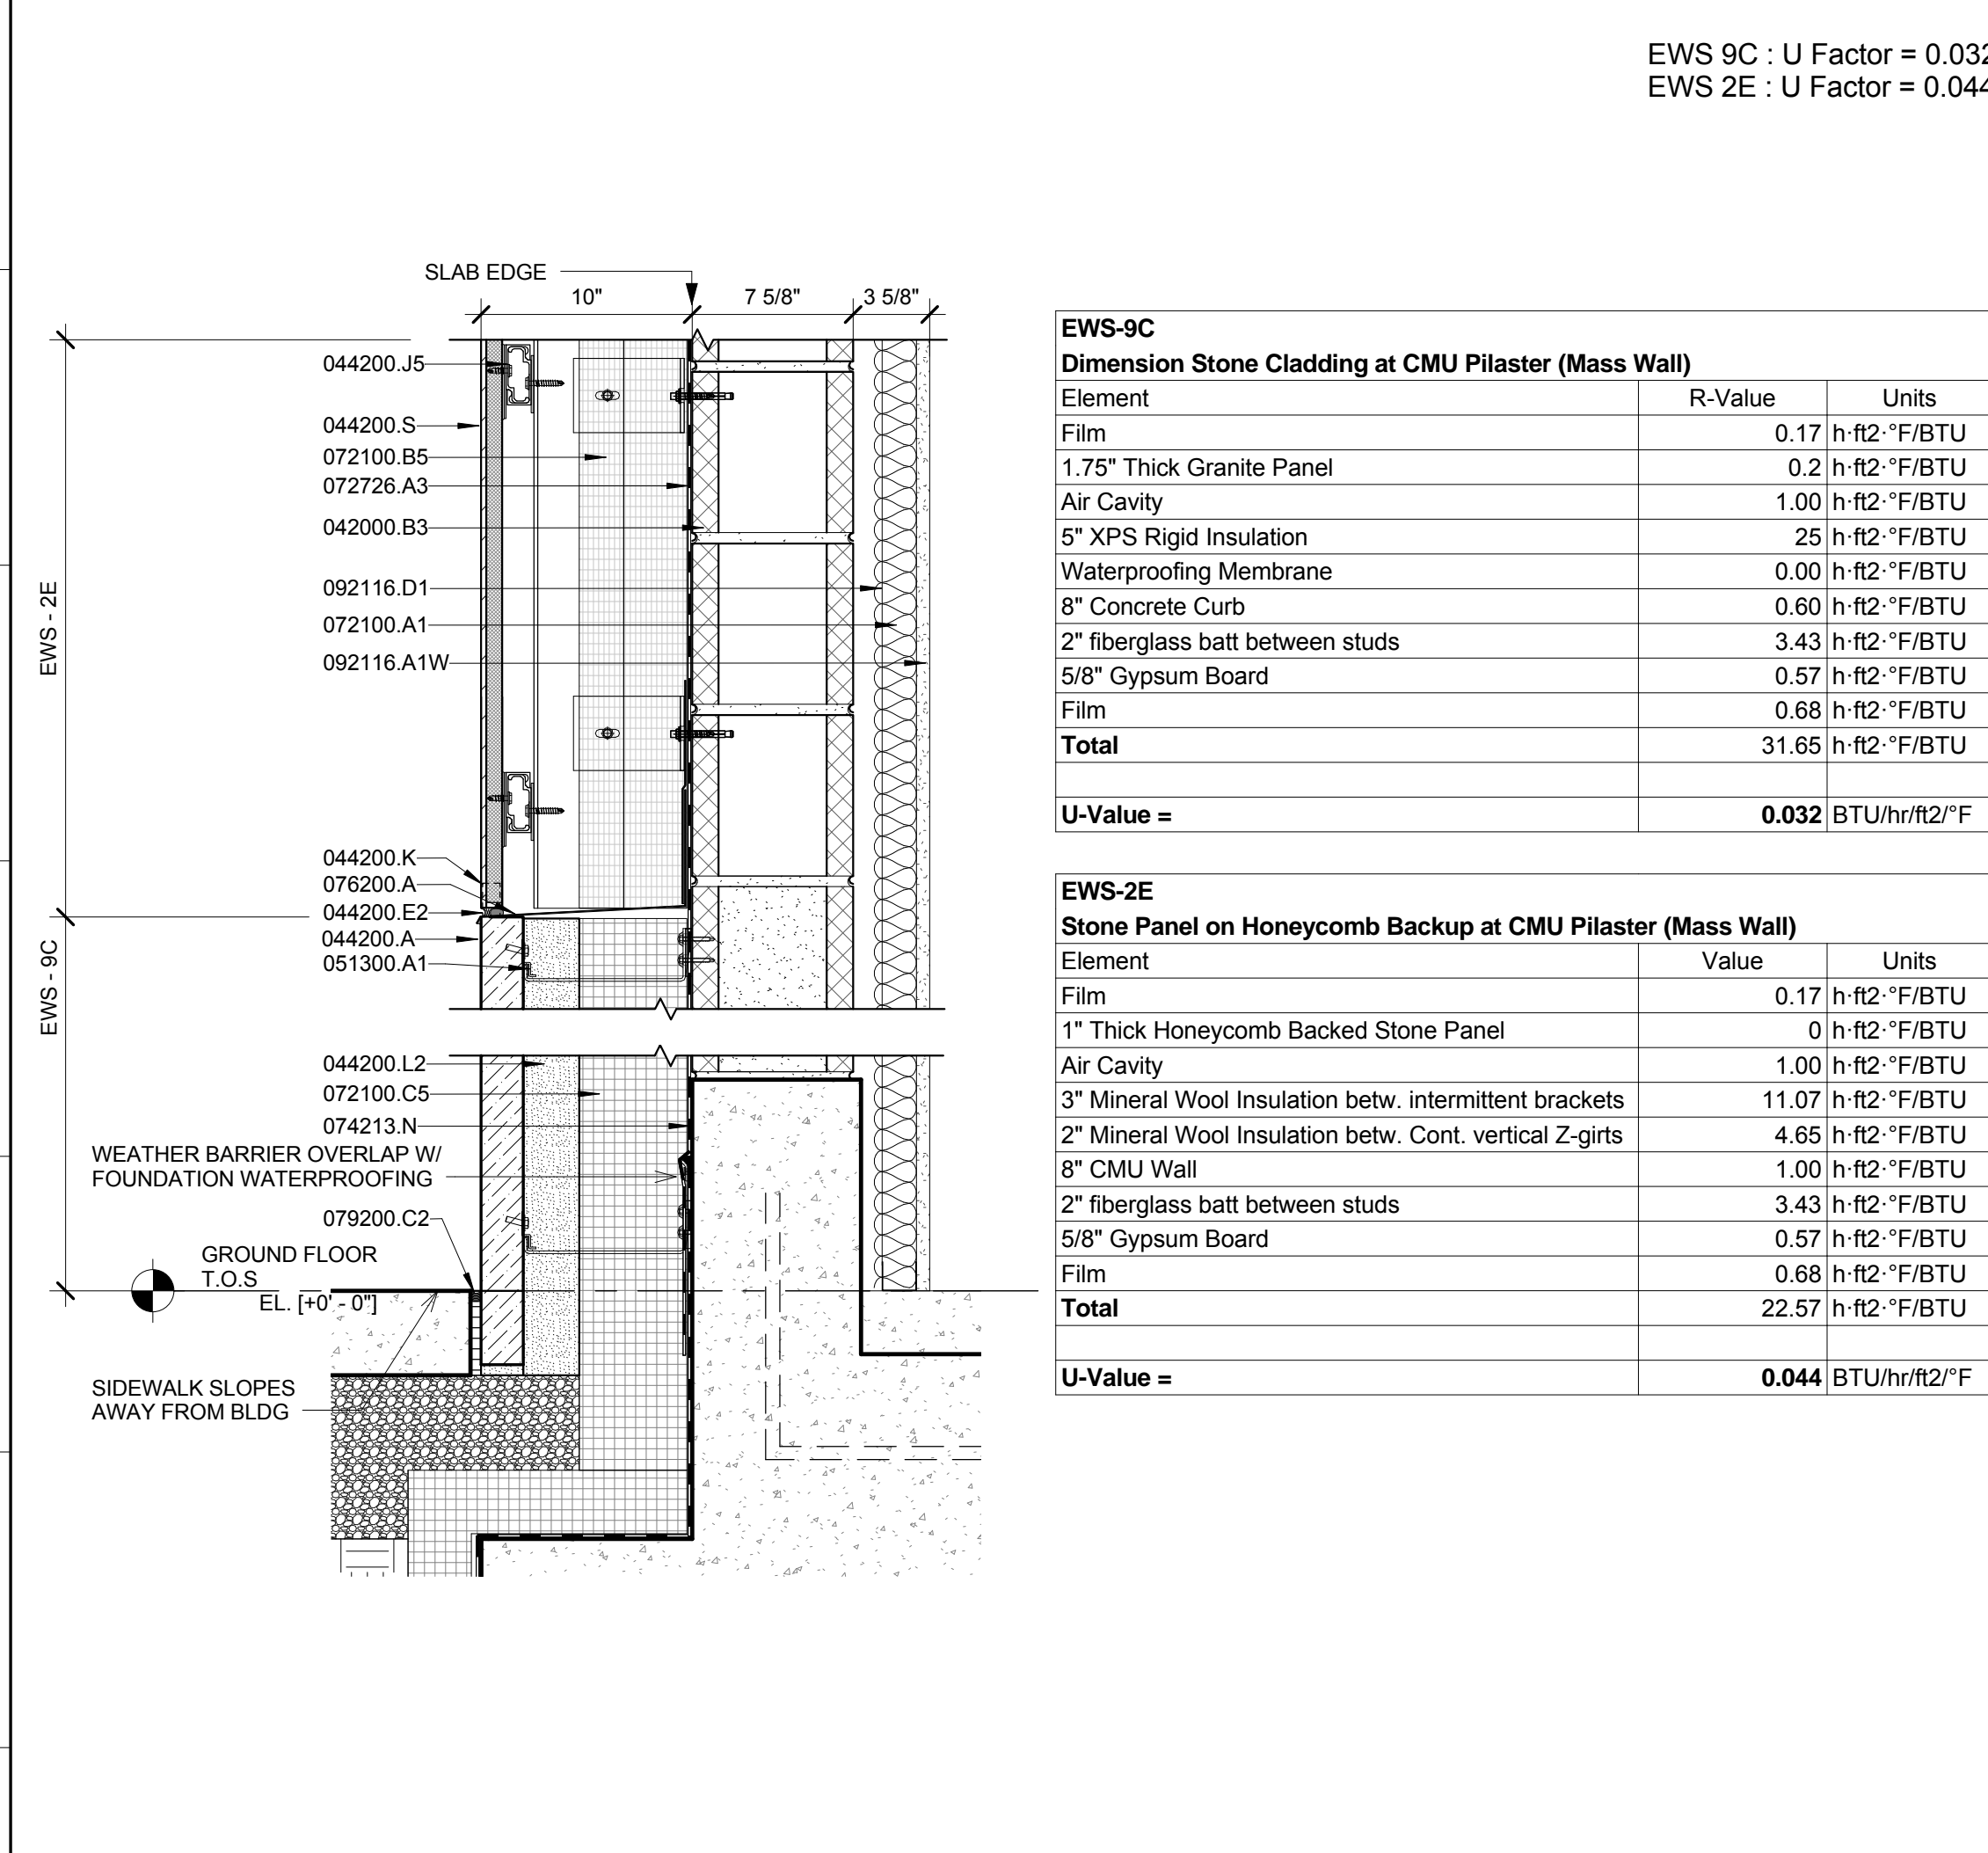 EWS 9C : U Factor = 0.032
EWS 2E : U Factor = 0.044
SLAB EDGE
10"
7 5/8"
3 5/8"
EWS - 2E
EWS - 9C
044200.J5
044200.S
072100.B5
072726.A3
042000.B3
092116.D1
072100.A1
092116.A1W
044200.K
076200.A
044200.E2
044200.A
051300.A1
044200.L2
072100.C5
074213.N
WEATHER BARRIER OVERLAP W/
FOUNDATION WATERPROOFING
079200.C2
GROUND FLOOR
T.O.S
EL. [+0' - 0"]
SIDEWALK SLOPES
AWAY FROM BLDG
EWS-9C
Dimension Stone Cladding at CMU Pilaster (Mass Wall)
Element R-Value Units
Film 0.17 h·ft2·°F/BTU
1.75" Thick Granite Panel 0.2 h·ft2·°F/BTU
Air Cavity 1.00 h·ft2·°F/BTU
5" XPS Rigid Insulation 25 h·ft2·°F/BTU
Waterproofing Membrane 0.00 h·ft2·°F/BTU
8" Concrete Curb 0.60 h·ft2·°F/BTU
2" fiberglass batt between studs 3.43 h·ft2·°F/BTU
5/8" Gypsum Board 0.57 h·ft2·°F/BTU
Film 0.68 h·ft2·°F/BTU
Total 31.65 h·ft2·°F/BTU
U-Value = 0.032 BTU/hr/ft2/°F
EWS-2E
Stone Panel on Honeycomb Backup at CMU Pilaster (Mass Wall)
Element Value Units
Film 0.17 h·ft2·°F/BTU
1" Thick Honeycomb Backed Stone Panel 0 h·ft2·°F/BTU
Air Cavity 1.00 h·ft2·°F/BTU
3" Mineral Wool Insulation betw. intermittent brackets 11.07 h·ft2·°F/BTU
2" Mineral Wool Insulation betw. Cont. vertical Z-girts 4.65 h·ft2·°F/BTU
8" CMU Wall 1.00 h·ft2·°F/BTU
2" fiberglass batt between studs 3.43 h·ft2·°F/BTU
5/8" Gypsum Board 0.57 h·ft2·°F/BTU
Film 0.68 h·ft2·°F/BTU
Total 22.57 h·ft2·°F/BTU
U-Value = 0.044 BTU/hr/ft2/°F